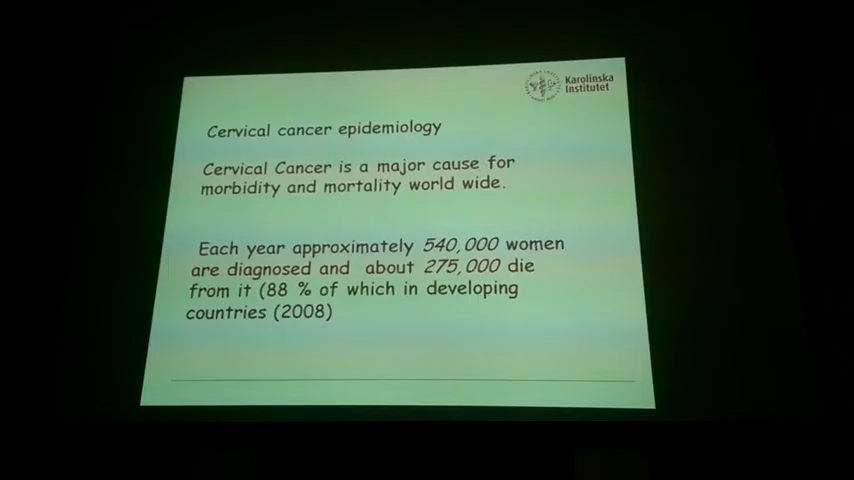 Karolinska
Institutet
Cervical cancer epidemiology
Cervical Cancer is a major cause for
morbidity and mortality world wide.
Each year approximately 540,000 women
are diagnosed and about 275,000 die
from it (88 % of which in developing
countries (2008)